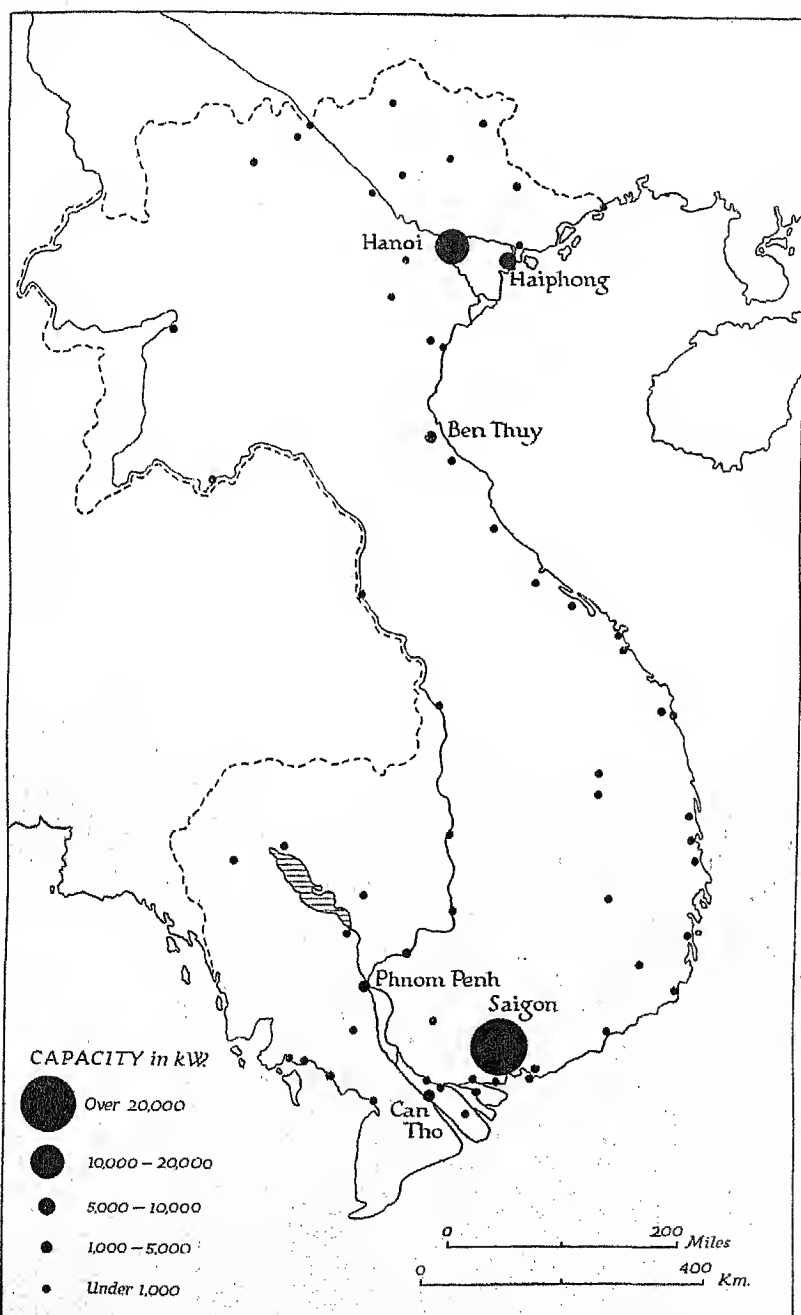 Hanoi
Haiphong
Ben Thuy
Phnom Penh
Saigon
Can
Tho
CAPACITY in kW.
Over 20,000
10,000 – 20,000
5,000 – 10,000
1,000 – 5,000
Under 1,000
0 200
Miles
0 400
Km.